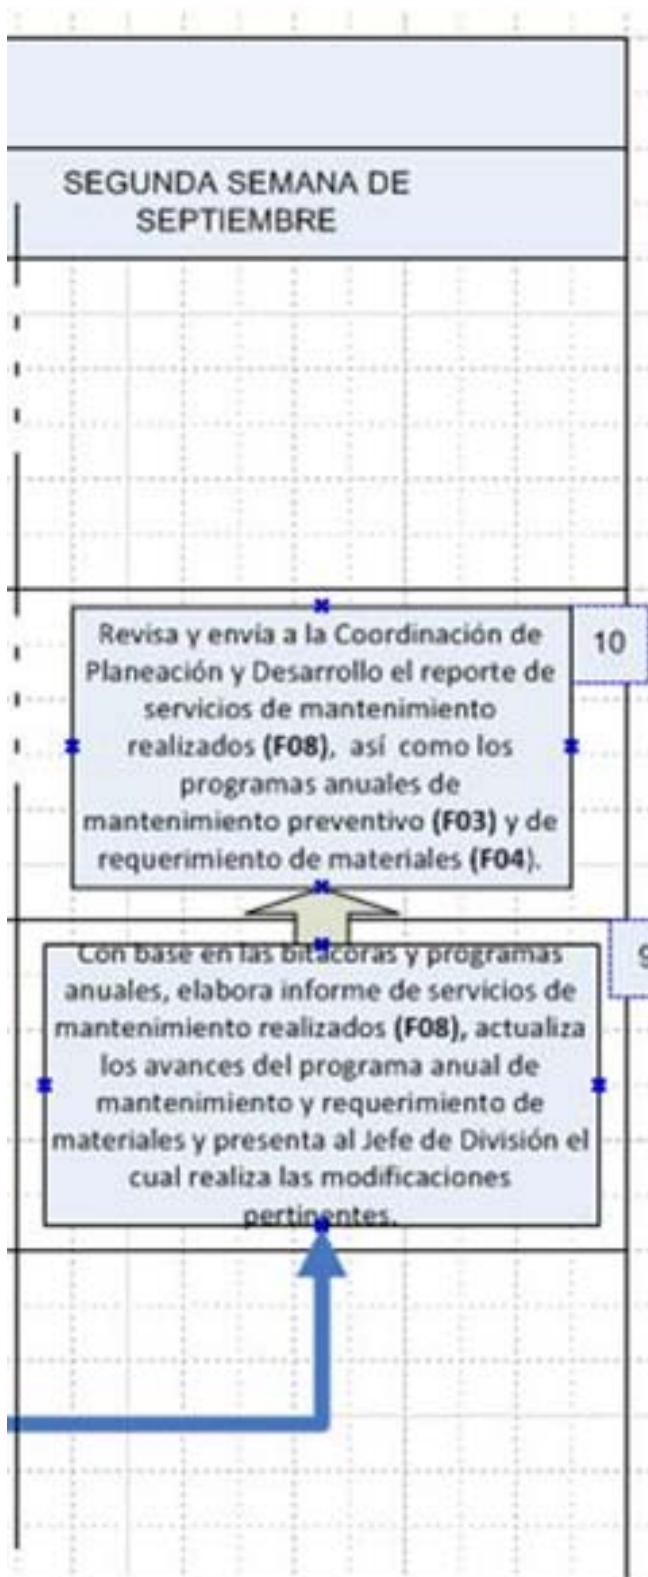 SEGUNDA SEMANA DE
SEPTIEMBRE
Revisa y envia a la Coordinación de
Planeación y Desarrollo el reporte de
servicios de mantenimiento
realizados (F08), así como los
programas anuales de
mantenimiento preventivo (F03) y de
requerimiento de materiales (F04).
10
Con base en las bitácoras y programas
anuales, elabora informe de servicios de
mantenimiento realizados (F08), actualiza
los avances del programa anual de
mantenimiento y requerimiento de
materiales y presenta al Jefe de División el
cual realiza las modificaciones
pertinentes.
9